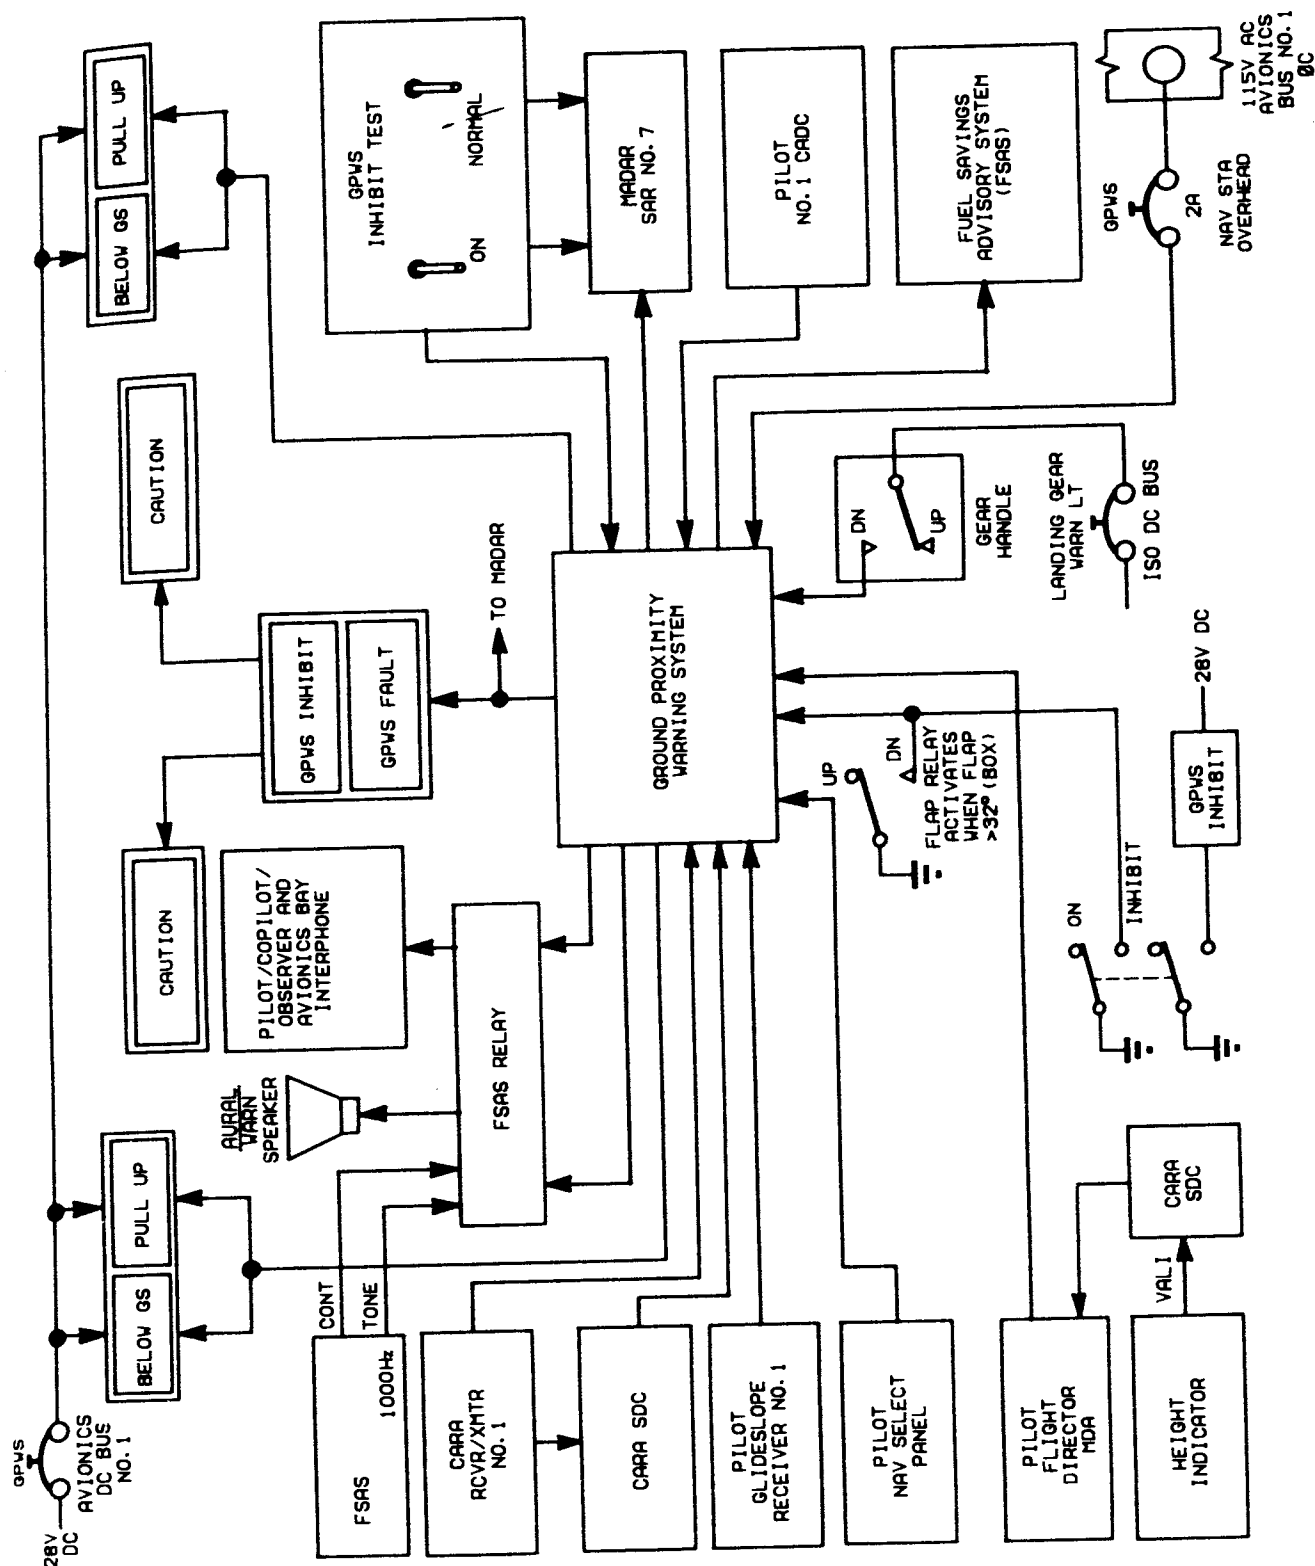 28V
DC
GPWS
AVIONICS
DC BUS
NO. 1
BELOW GS
PULL UP
BELOW GS
PULL UP
CAUTION
CAUTION
GPWS INHIBIT
GPWS FAULT
TO MADAR
AURAL
WARN
SPEAKER
PILOT/COPILOT/
OBSERVER AND
AVIONICS BAY
INTERPHONE
GPWS
INHIBIT TEST
ON
NORMAL
FSAS
CONT
TONE
1000Hz
FSAS RELAY
MADAR
SAR NO. 7
CARA
RCVR/XMTR
NO. 1
CARA SDC
PILOT
GLIDESLOPE
RECEIVER NO. 1
PILOT
NAV SELECT
PANEL
GROUND PROXIMITY
WARNING SYSTEM
PILOT
NO. 1 CADC
FUEL SAVINGS
ADVISORY SYSTEM
(FSAS)
UP
DN
FLAP RELAY
ACTIVATES
WHEN FLAP
>32° (BOX)
DN
UP
GEAR
HANDLE
LANDING GEAR
WARN LT
ISO DC BUS
GPWS
2A
NAV STA
OVERHEAD
115V AC
AVIONICS
BUS NO. 1
ØC
PILOT
FLIGHT
DIRECTOR
MDA
HEIGHT
INDICATOR
VALI
CARA
SDC
ON
INHIBIT
GPWS
INHIBIT
28V DC